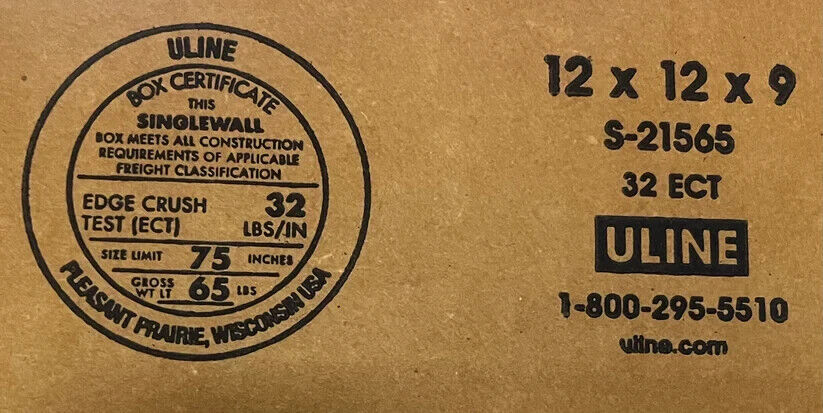 ULINE
BOX CERTIFICATE
THIS
SINGLEWALL
BOX MEETS ALL CONSTRUCTION
REQUIREMENTS OF APPLICABLE
FREIGHT CLASSIFICATION
EDGE CRUSH
TEST (ECT)
32
LBS/IN
SIZE LIMIT 75 INCHES
GROSS
WT LT
65 LBS
PLEASANT PRAIRIE, WISCONSIN USA
12 x 12 x 9
S-21565
32 ECT
ULINE
1-800-295-5510
uline.com